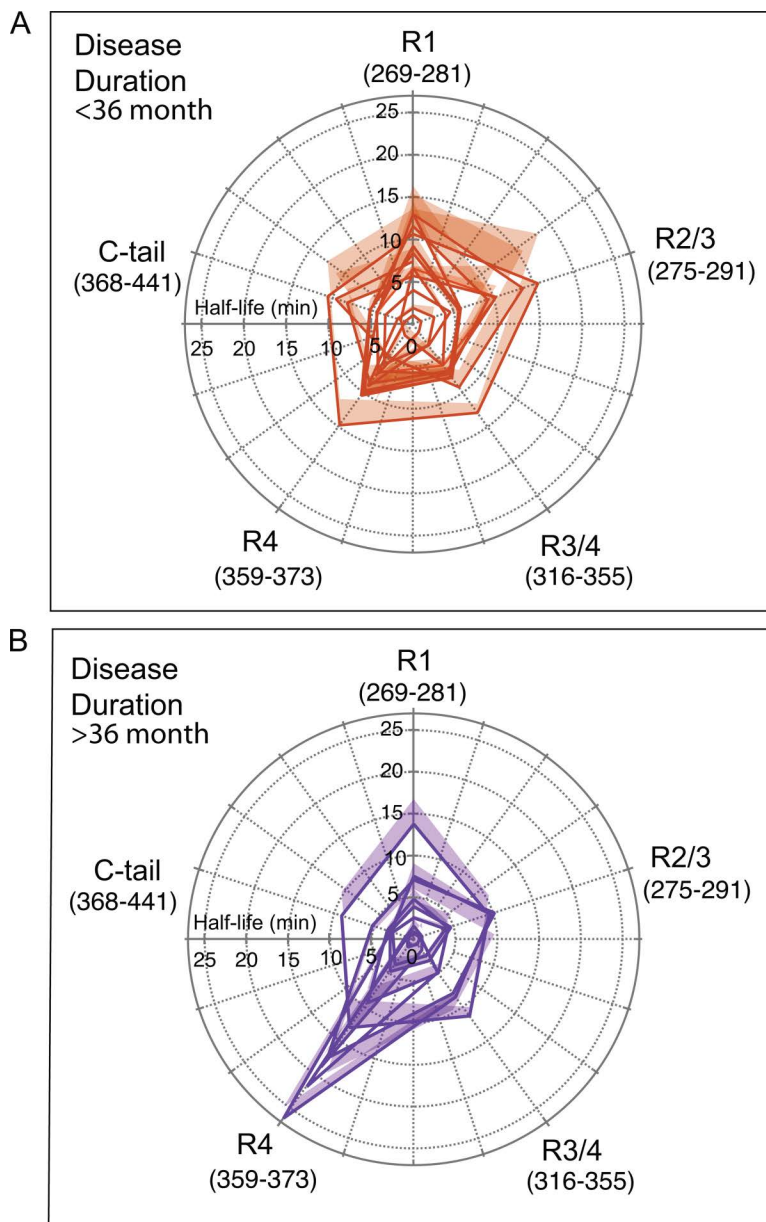 A
Disease
Duration
<36 month
R1
(269-281)
25
20
15
10
5
0
R2/3
(275-291)
C-tail
(368-441)
Half-life (min)
25 20 15 10 5
R4
(359-373)
R3/4
(316-355)
B
Disease
Duration
>36 month
R1
(269-281)
25
20
15
10
5
0
R2/3
(275-291)
C-tail
(368-441)
Half-life (min)
25 20 15 10 5
R4
(359-373)
R3/4
(316-355)